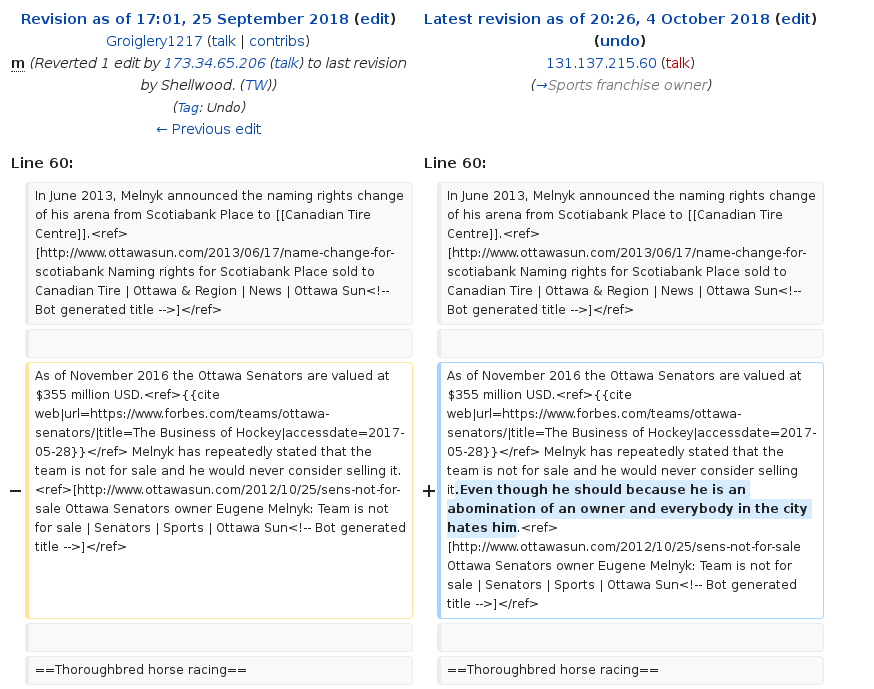 Revision as of 17:01, 25 September 2018 (edit)
Groiglery1217 (talk | contribs)
m (Reverted 1 edit by 173.34.65.206 (talk) to last revision
by Shellwood. (TW))
(Tag: Undo)
← Previous edit
Latest revision as of 20:26, 4 October 2018 (edit)
(undo)
131.137.215.60 (talk)
(→Sports franchise owner)
Line 60:
Line 60:
In June 2013, Melnyk announced the naming rights change
of his arena from Scotiabank Place to [[Canadian Tire
Centre]].<ref>
[http://www.ottawasun.com/2013/06/17/name-change-for-
scotiabank Naming rights for Scotiabank Place sold to
Canadian Tire | Ottawa & Region | News | Ottawa Sun<!--
Bot generated title -->]</ref>
In June 2013, Melnyk announced the naming rights change
of his arena from Scotiabank Place to [[Canadian Tire
Centre]].<ref>
[http://www.ottawasun.com/2013/06/17/name-change-for-
scotiabank Naming rights for Scotiabank Place sold to
Canadian Tire | Ottawa & Region | News | Ottawa Sun<!--
Bot generated title -->]</ref>
−
As of November 2016 the Ottawa Senators are valued at
$355 million USD.<ref>{{cite
web|url=https://www.forbes.com/teams/ottawa-
senators/|title=The Business of Hockey|accessdate=2017-
05-28}}</ref> Melnyk has repeatedly stated that the
team is not for sale and he would never consider selling it.
<ref>[http://www.ottawasun.com/2012/10/25/sens-not-for-
sale Ottawa Senators owner Eugene Melnyk: Team is not
for sale | Senators | Sports | Ottawa Sun<!-- Bot generated
title -->]</ref>
+
As of November 2016 the Ottawa Senators are valued at
$355 million USD.<ref>{{cite
web|url=https://www.forbes.com/teams/ottawa-
senators/|title=The Business of Hockey|accessdate=2017-
05-28}}</ref> Melnyk has repeatedly stated that the
team is not for sale and he would never consider selling
it.Even though he should because he is an
abomination of an owner and everybody in the city
hates him.<ref>
[http://www.ottawasun.com/2012/10/25/sens-not-for-sale
Ottawa Senators owner Eugene Melnyk: Team is not for
sale | Senators | Sports | Ottawa Sun<!-- Bot generated
title -->]</ref>
==Thoroughbred horse racing==
==Thoroughbred horse racing==